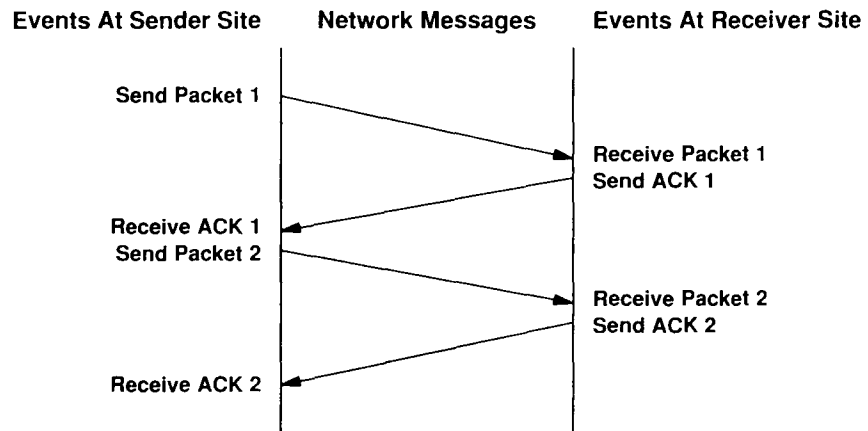 Events At Sender Site
Network Messages
Events At Receiver Site
Send Packet 1
Receive Packet 1
Send ACK 1
Receive ACK 1
Send Packet 2
Receive Packet 2
Send ACK 2
Receive ACK 2